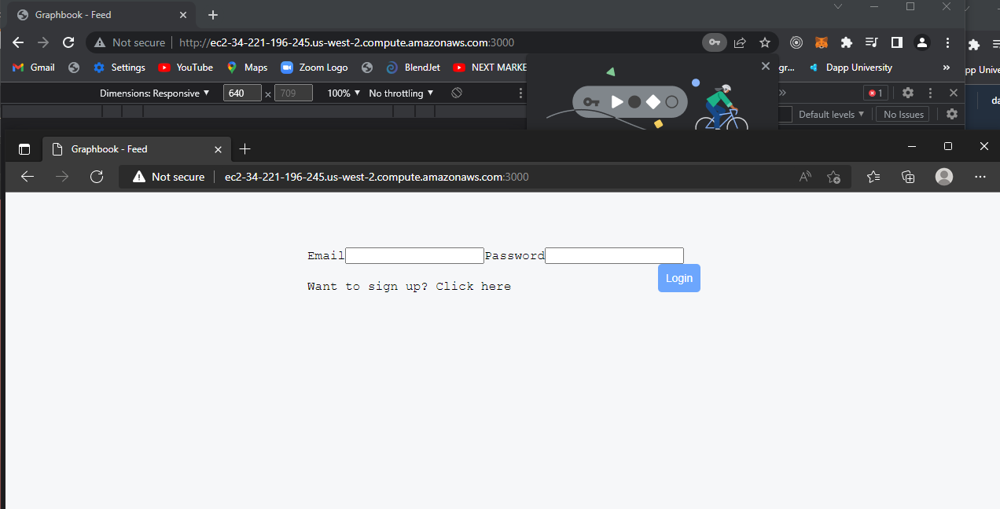 Graphbook - Feed
Not secure http://ec2-34-221-196-245.us-west-2.compute.amazonaws.com:3000
Gmail Settings YouTube Maps Zoom Logo BlendJet NEXT MARKE gr... Dapp University » pp Unive
Dimensions: Responsive ▼ 640 × 709 100% ▼ No throttling ▼ » 1
da
Default levels ▼ No Issues
Graphbook - Feed
Not secure ec2-34-221-196-245.us-west-2.compute.amazonaws.com:3000
Email Password
Login
Want to sign up? Click here